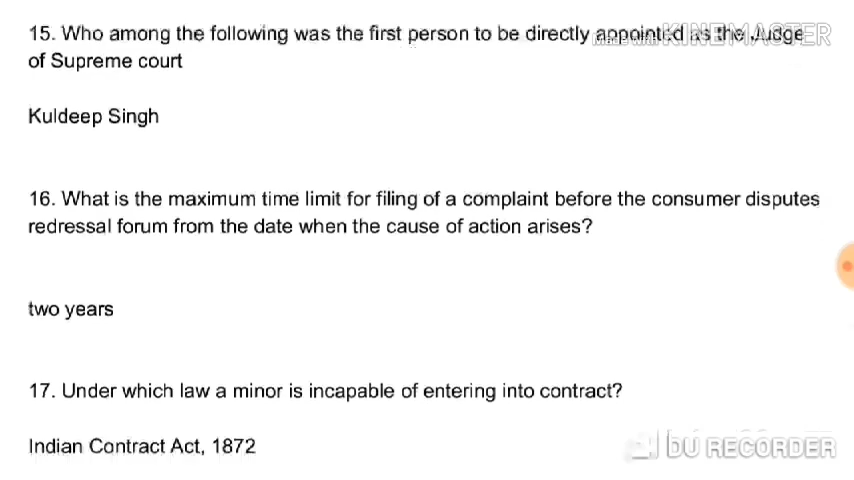 15. Who among the following was the first person to be directly appointed as the Judge
Made with KINEMASTER
of Supreme court
Kuldeep Singh
16. What is the maximum time limit for filing of a complaint before the consumer disputes
redressal forum from the date when the cause of action arises?
two years
17. Under which law a minor is incapable of entering into contract?
Indian Contract Act, 1872
DU RECORDER